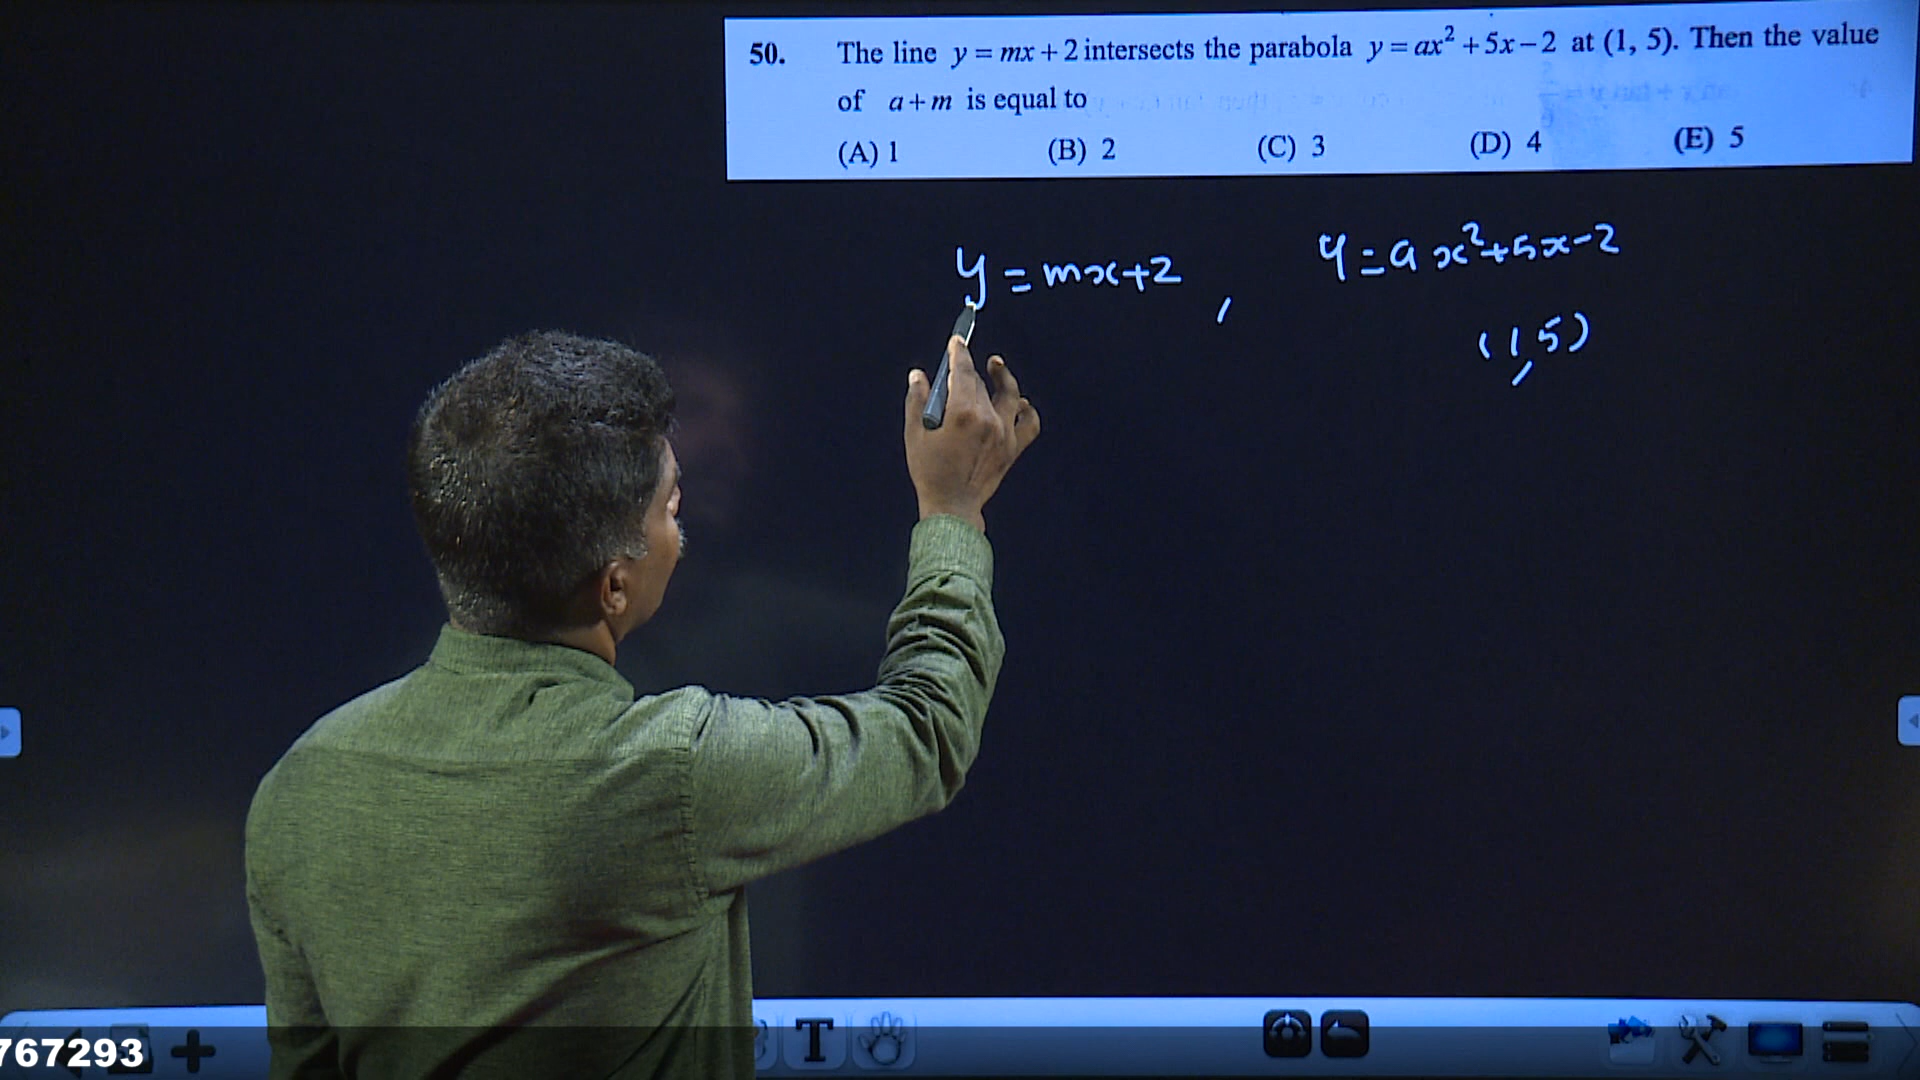 50. The line y = mx + 2 intersects the parabola y = ax² + 5x − 2 at (1, 5). Then the value
of a + m is equal to
(A) 1 (B) 2 (C) 3 (D) 4 (E) 5
y = mx+2 , y = ax²+5x-2
(1,5)
T
767293